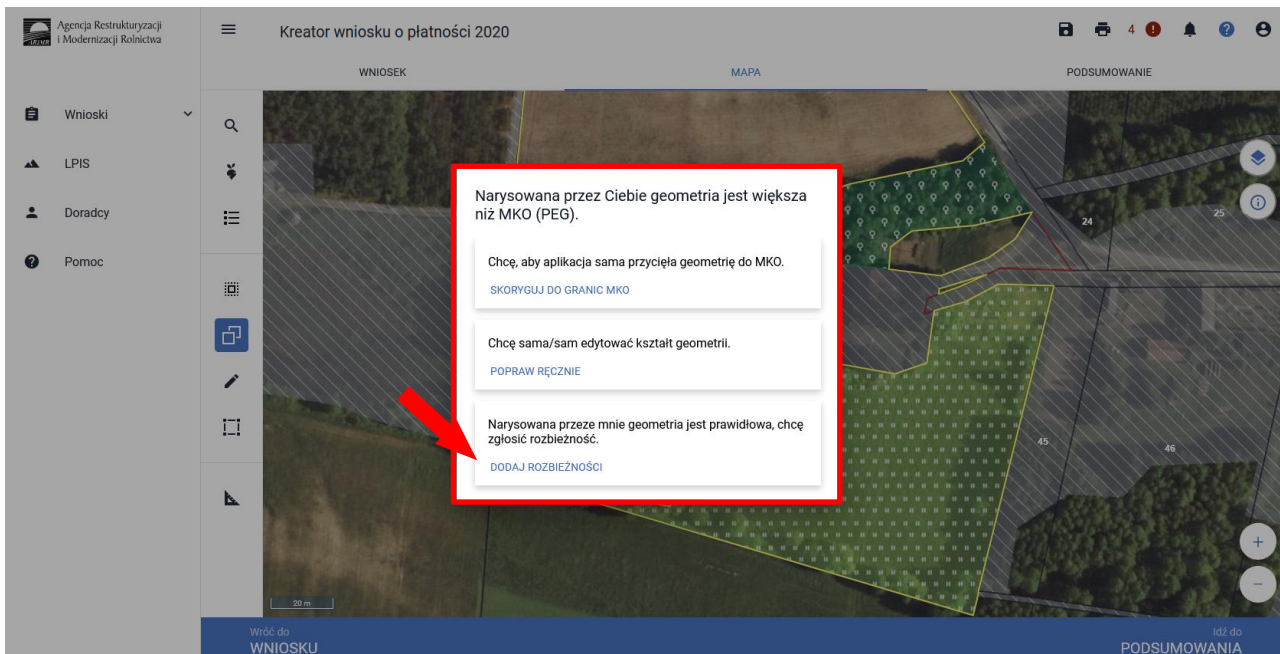 Agencja Restrukturyzacji
i Modernizacji Rolnictwa
ARiMR
Kreator wniosku o płatności 2020
4
WNIOSEK
MAPA
PODSUMOWANIE
Wnioski
LPIS
Doradcy
Pomoc
Narysowana przez Ciebie geometria jest większa
niż MKO (PEG).
Chcę, aby aplikacja sama przycięła geometrię do MKO.
SKORYGUJ DO GRANIC MKO
Chcę sama/sam edytować kształt geometrii.
POPRAW RĘCZNIE
Narysowana przeze mnie geometria jest prawidłowa, chcę
zgłosić rozbieżność.
DODAJ ROZBIEŻNOŚCI
24
25
45
46
20 m
Wróć do
WNIOSKU
Idź do
PODSUMOWANIA